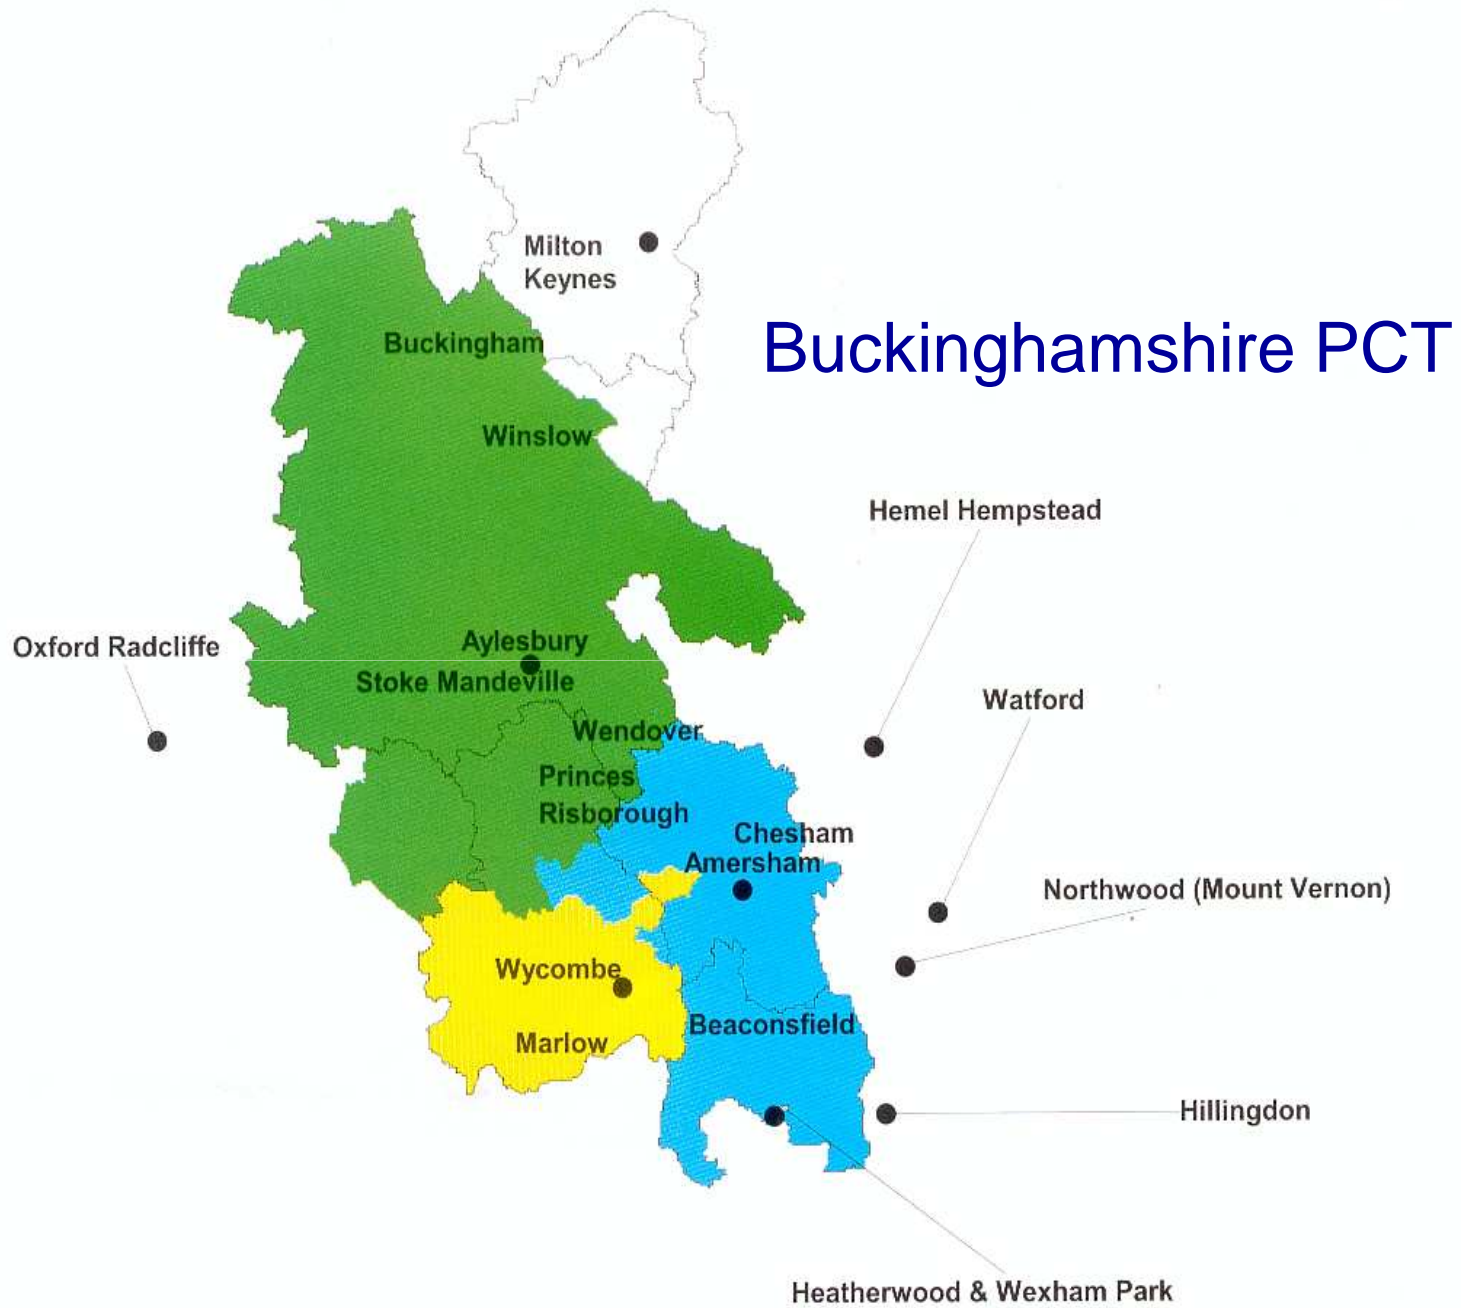 Milton
Keynes
Buckingham
Buckinghamshire PCT
Winslow
Hemel Hempstead
Aylesbury
Oxford Radcliffe
Stoke Mandeville
Watford
Wendover
Princes
Risborough
Chesham
Amersham
Northwood (Mount Vernon)
Wycombe
Beaconsfield
Marlow
Hillingdon
Heatherwood & Wexham Park